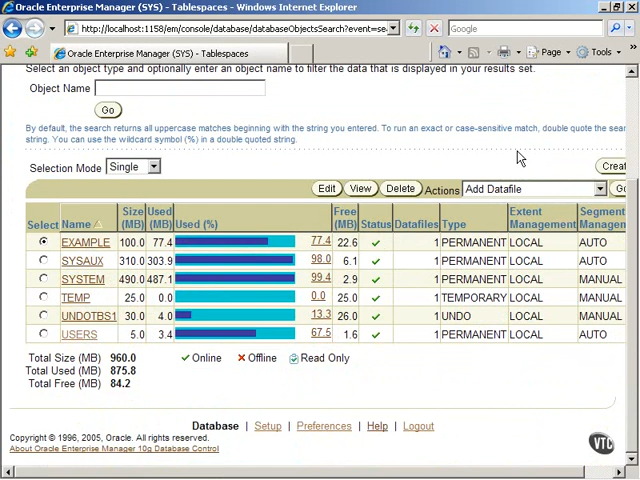 Oracle Enterprise Manager (SYS) - Tablespaces - Windows Internet Explorer
http://localhost:1158/em/console/database/databaseObjectsSearch?event=se
Google
Oracle Enterprise Manager (SYS) - Tablespaces
Page Tools
Select an object type and optionally enter an object name to filter the data that is displayed in your results set.
Object Name
Go
By default, the search returns all uppercase matches beginning with the string you entered. To run an exact or case-sensitive match, double quote the sear
string. You can use the wildcard symbol (%) in a double quoted string.
Selection Mode Single Creat
Edit View Delete Actions Add Datafile Go
Select Name Size (MB) Used (MB) Used (%) Free (MB) Status Datafiles Type Extent Management Segment Managem
EXAMPLE 100.0 77.4 77.4 22.6 1 PERMANENT LOCAL AUTO
SYSAUX 310.0 303.9 98.0 6.1 1 PERMANENT LOCAL AUTO
SYSTEM 490.0 487.1 99.4 2.9 1 PERMANENT LOCAL MANUAL
TEMP 25.0 0.0 0.0 25.0 1 TEMPORARY LOCAL MANUAL
UNDOTBS1 30.0 4.0 13.3 26.0 1 UNDO LOCAL MANUAL
USERS 5.0 3.4 67.5 1.6 1 PERMANENT LOCAL AUTO
Total Size (MB) 960.0 Online Offline Read Only
Total Used (MB) 875.8
Total Free (MB) 84.2
Database | Setup | Preferences | Help | Logout
Copyright © 1996, 2005, Oracle. All rights reserved.
About Oracle Enterprise Manager 10g Database Control
VTC